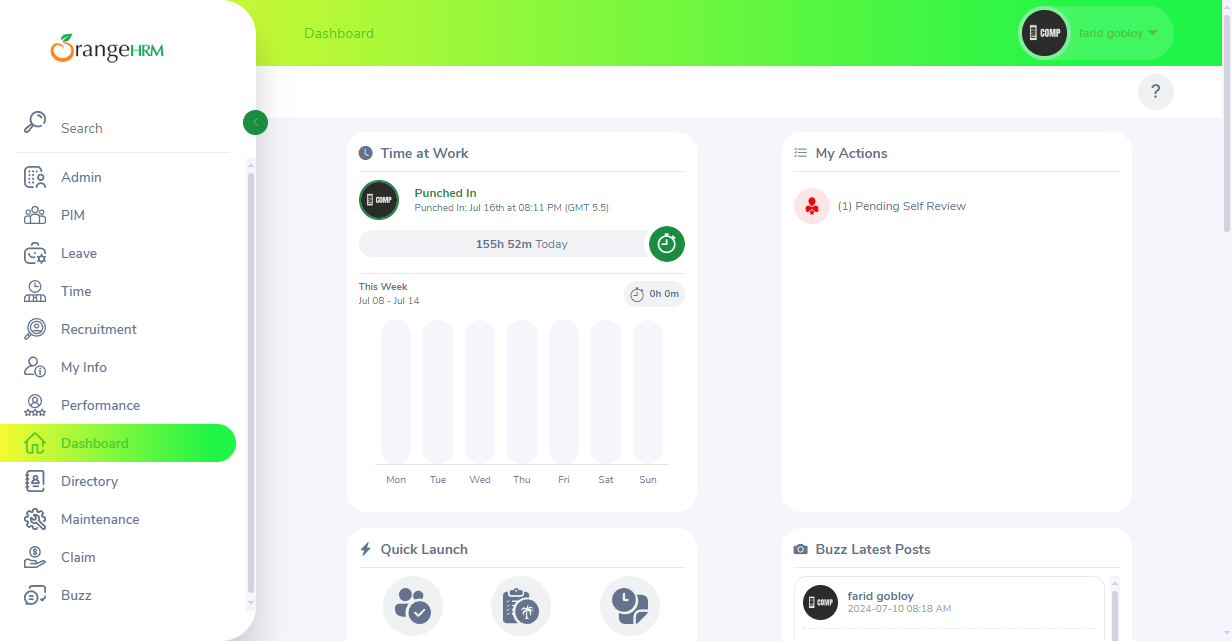 OrangeHRM
Dashboard
COMP
farid gobloy
?
Search
Admin
PIM
Leave
Time
Recruitment
My Info
Performance
Dashboard
Directory
Maintenance
Claim
Buzz
Time at Work
COMP
Punched In
Punched In: Jul 16th at 08:11 PM (GMT 5.5)
155h 52m Today
This Week
Jul 08 - Jul 14
0h 0m
Mon Tue Wed Thu Fri Sat Sun
My Actions
(1) Pending Self Review
Quick Launch
Buzz Latest Posts
COMP
farid gobloy
2024-07-10 08:18 AM